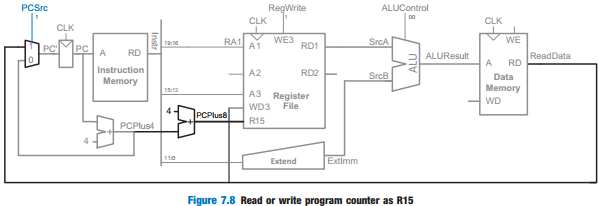 PCSrc
1
RegWrite
1
ALUControl
00
CLK
CLK
CLK
1
0
PC'
PC
A
RD
Instruction
Memory
Instr
19:16
RA1
A1
WE3
RD1
SrcA
ALU
ALUResult
WE
A
RD
ReadData
A2
RD2
SrcB
Data
Memory
15:12
A3
Register
File
WD
4
PCPlus8
WD3
R15
+
PCPlus4
+
4
11:0
Extend
ExtImm
Figure 7.8 Read or write program counter as R15